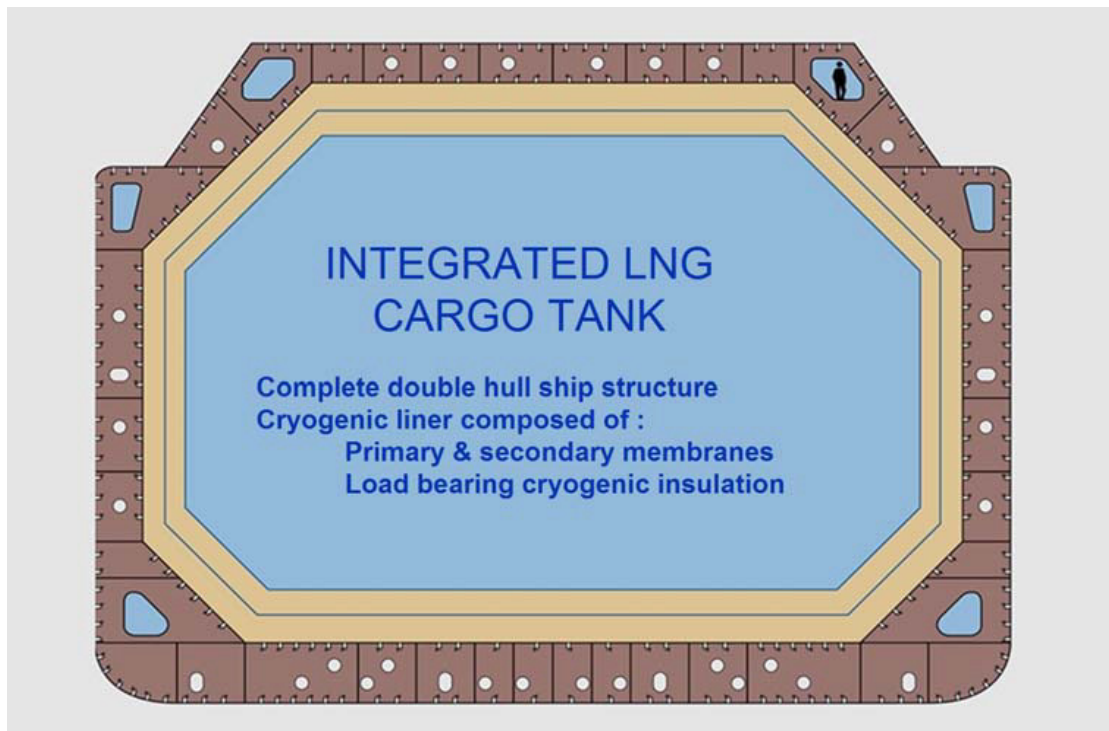 INTEGRATED LNG
CARGO TANK
Complete double hull ship structure
Cryogenic liner composed of :
Primary & secondary membranes
Load bearing cryogenic insulation